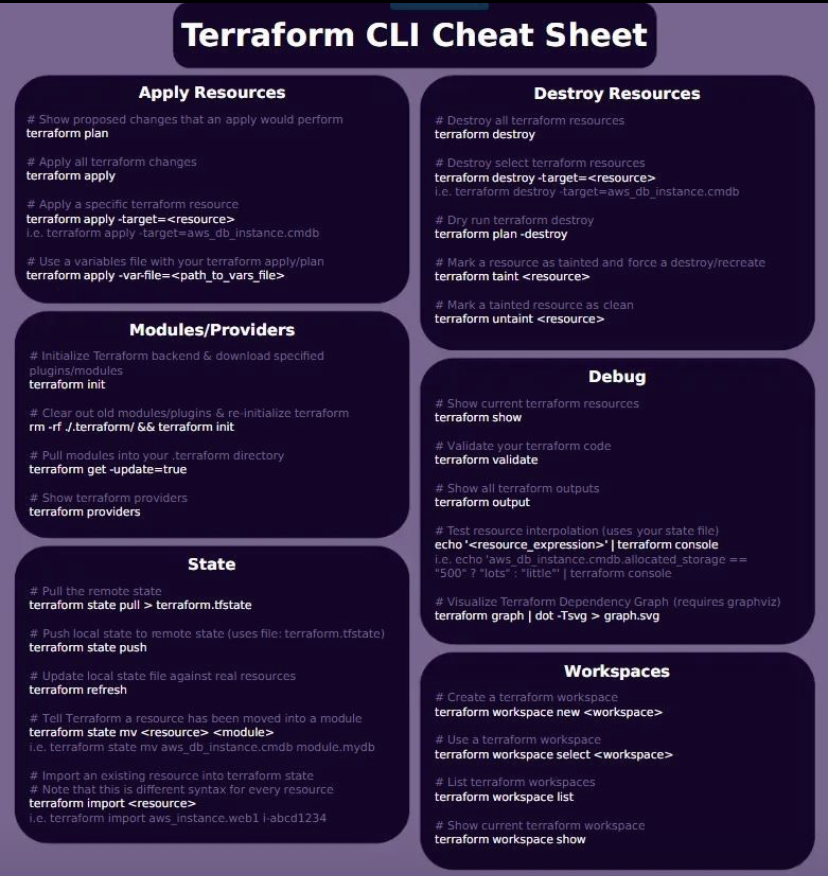 Terraform CLI Cheat Sheet
Apply Resources
# Show proposed changes that an apply would perform
terraform plan
# Apply all terraform changes
terraform apply
# Apply a specific terraform resource
terraform apply -target=<resource>
i.e. terraform apply -target=aws_db_instance.cmdb
# Use a variables file with your terraform apply/plan
terraform apply -var-file=<path_to_vars_file>
Modules/Providers
# Initialize Terraform backend & download specified
plugins/modules
terraform init
# Clear out old modules/plugins & re-initialize terraform
rm -rf ./.terraform/ && terraform init
# Pull modules into your .terraform directory
terraform get -update=true
# Show terraform providers
terraform providers
State
# Pull the remote state
terraform state pull > terraform.tfstate
# Push local state to remote state (uses file: terraform.tfstate)
terraform state push
# Update local state file against real resources
terraform refresh
# Tell Terraform a resource has been moved into a module
terraform state mv <resource> <module>
i.e. terraform state mv aws_db_instance.cmdb module.mydb
# Import an existing resource into terraform state
# Note that this is different syntax for every resource
terraform import <resource>
i.e. terraform import aws_instance.web1 i-abcd1234
Destroy Resources
# Destroy all terraform resources
terraform destroy
# Destroy select terraform resources
terraform destroy -target=<resource>
i.e. terraform destroy -target=aws_db_instance.cmdb
# Dry run terraform destroy
terraform plan -destroy
# Mark a resource as tainted and force a destroy/recreate
terraform taint <resource>
# Mark a tainted resource as clean
terraform untaint <resource>
Debug
# Show current terraform resources
terraform show
# Validate your terraform code
terraform validate
# Show all terraform outputs
terraform output
# Test resource interpolation (uses your state file)
echo '<resource_expression>' | terraform console
i.e. echo 'aws_db_instance.cmdb.allocated_storage ==
"500" ? "lots" : "little"' | terraform console
# Visualize Terraform Dependency Graph (requires graphviz)
terraform graph | dot -Tsvg > graph.svg
Workspaces
# Create a terraform workspace
terraform workspace new <workspace>
# Use a terraform workspace
terraform workspace select <workspace>
# List terraform workspaces
terraform workspace list
# Show current terraform workspace
terraform workspace show